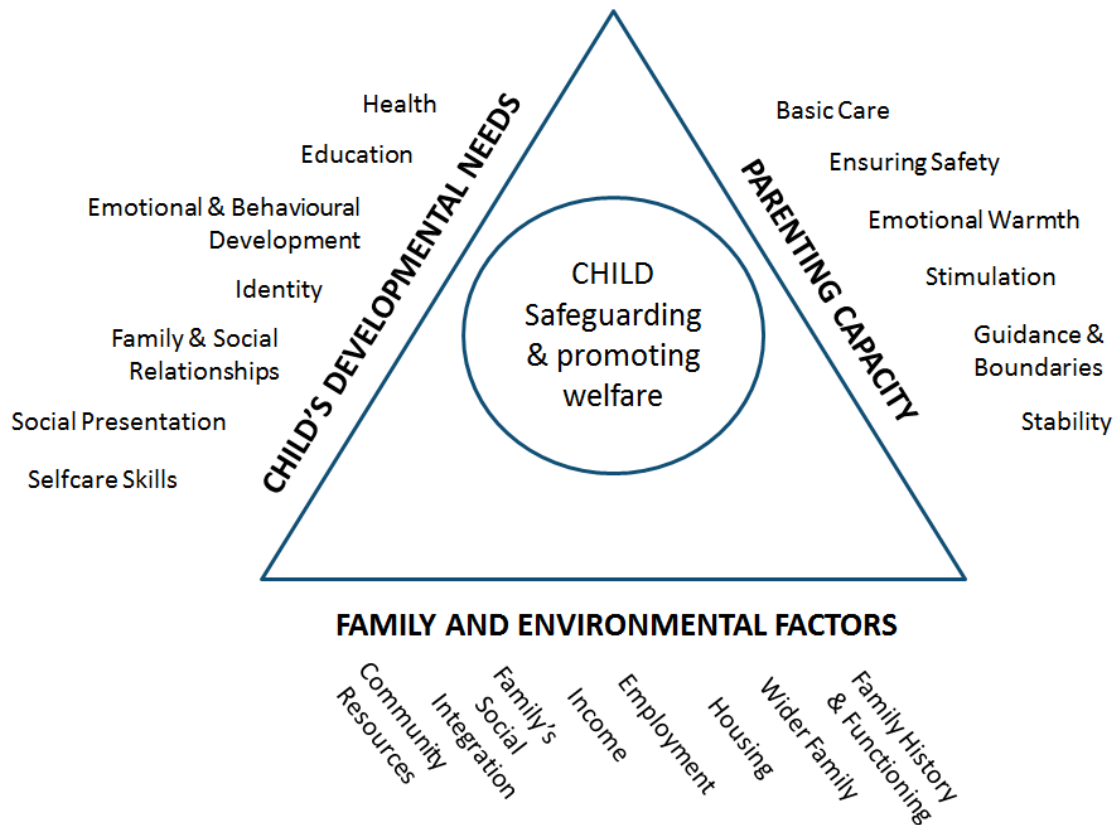 Health
Education
Emotional & Behavioural
Development
Identity
Family & Social
Relationships
Social Presentation
Selfcare Skills
CHILD'S DEVELOPMENTAL NEEDS
CHILD
Safeguarding
& promoting
welfare
PARENTING CAPACITY
Basic Care
Ensuring Safety
Emotional Warmth
Stimulation
Guidance &
Boundaries
Stability
FAMILY AND ENVIRONMENTAL FACTORS
Community
Resources
Family's
Social
Integration
Income
Employment
Housing
Wider Family
Family History
& Functioning